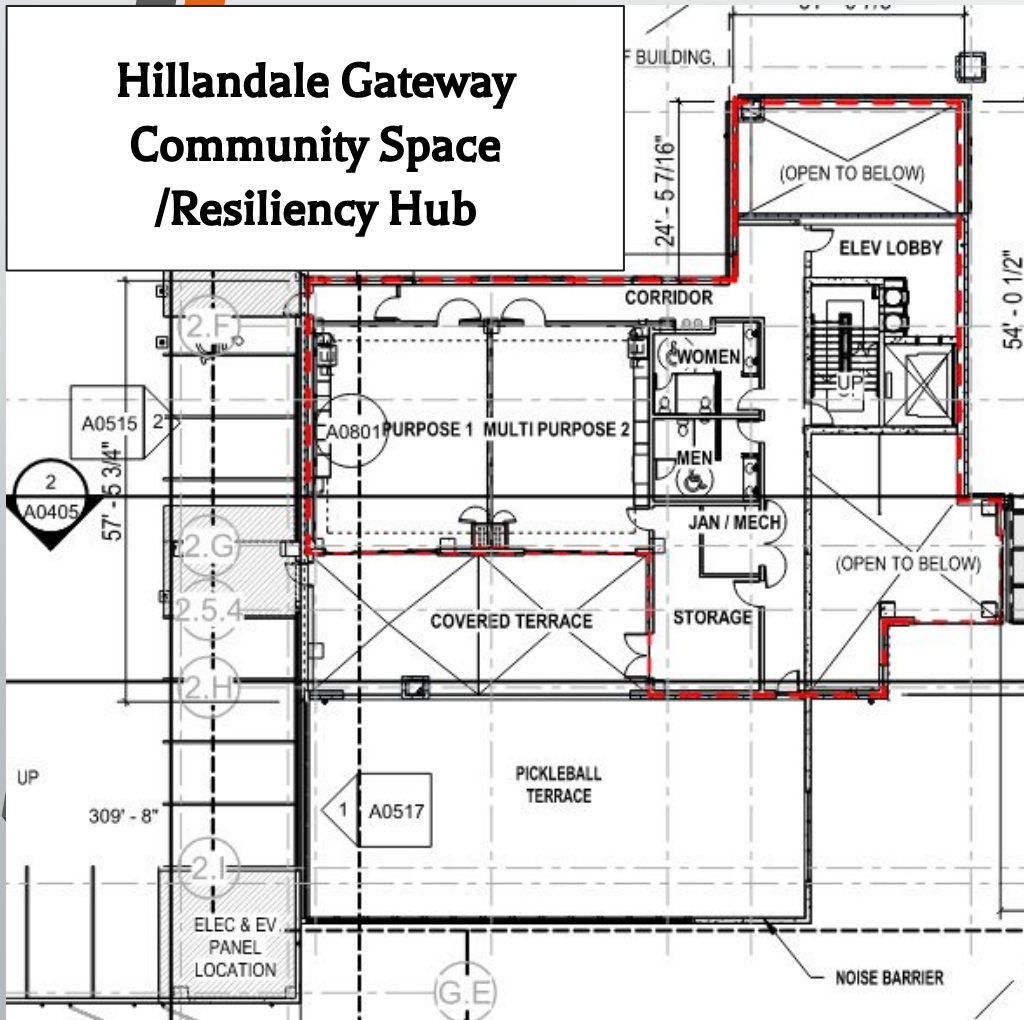 Hillandale Gateway
Community Space
/Resiliency Hub
BUILDING,
24' - 5 7/16"
(OPEN TO BELOW)
ELEV LOBBY
54' - 0 1/2"
CORRIDOR
2.F
WOMEN
UP
A0515
2
A0801
PURPOSE 1
MULTI PURPOSE 2
57' - 5 3/4"
MEN
2
A0405
JAN / MECH
2.G
(OPEN TO BELOW)
2.5.4
COVERED TERRACE
STORAGE
2.H
UP
PICKLEBALL
TERRACE
309' - 8"
1
A0517
2.I
ELEC & EV
PANEL
LOCATION
NOISE BARRIER
G.E